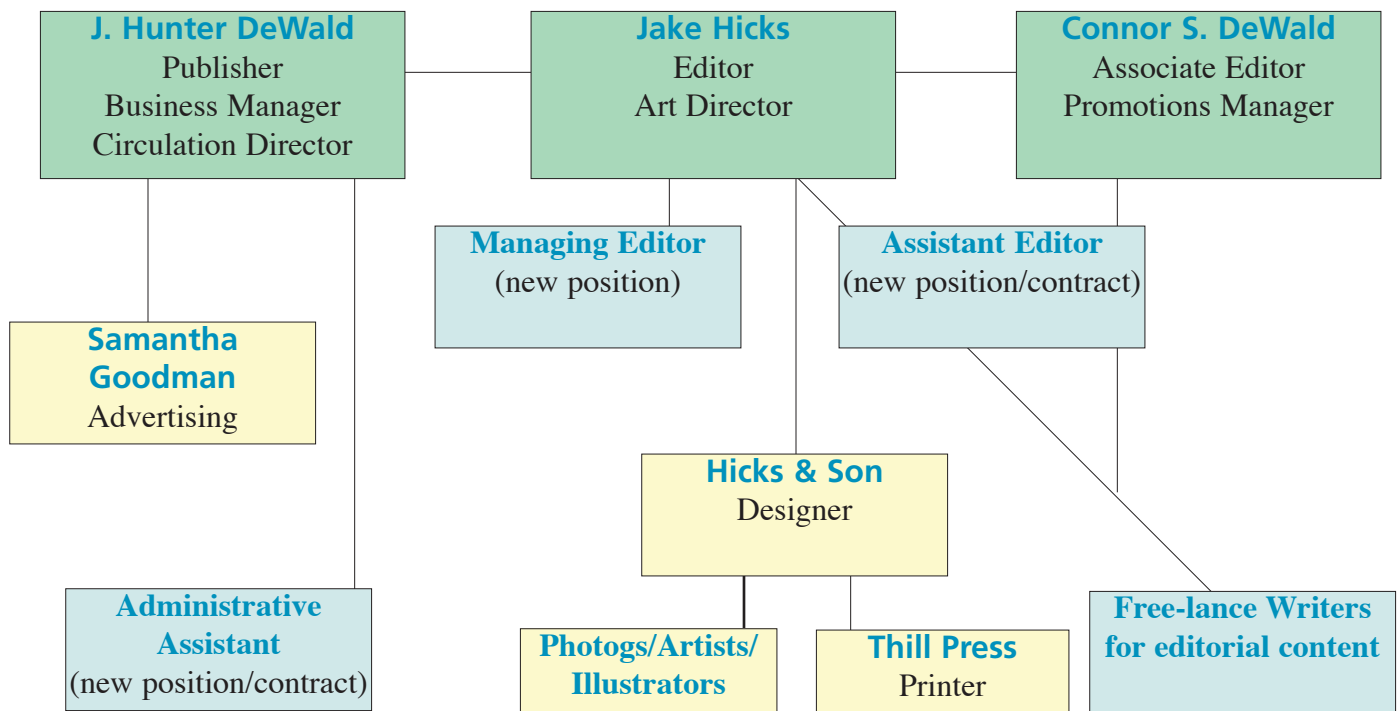 J. Hunter DeWald
Publisher
Business Manager
Circulation Director
Jake Hicks
Editor
Art Director
Connor S. DeWald
Associate Editor
Promotions Manager
Managing Editor
(new position)
Assistant Editor
(new position/contract)
Samantha
Goodman
Advertising
Hicks & Son
Designer
Administrative
Assistant
(new position/contract)
Photogs/Artists/
Illustrators
Thill Press
Printer
Free-lance Writers
for editorial content